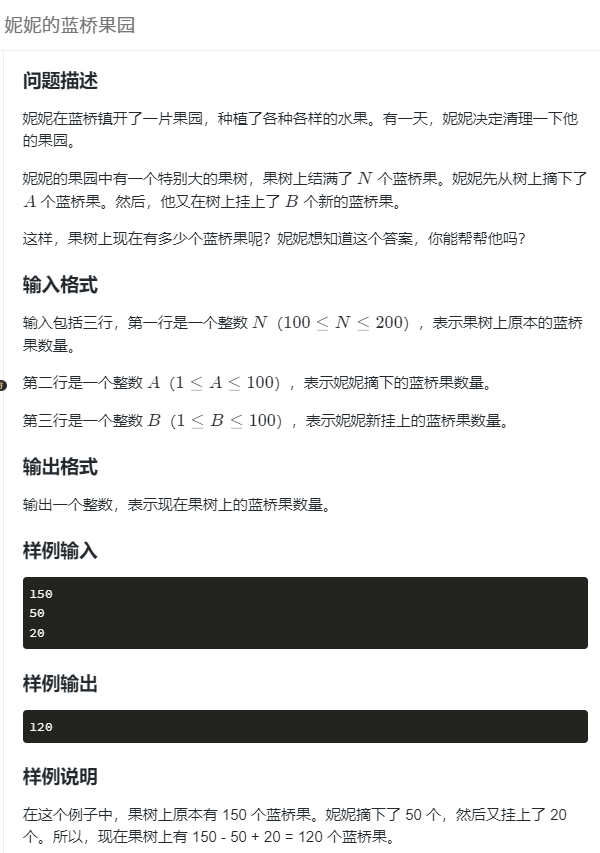 妮妮的蓝桥果园
问题描述
妮妮在蓝桥镇开了一片果园，种植了各种各样的水果。有一天，妮妮决定清理一下他
的果园。
妮妮的果园中有一个特别大的果树，果树上结满了 N 个蓝桥果。妮妮先从树上摘下了
A 个蓝桥果。然后，他又在树上挂上了 B 个新的蓝桥果。
这样，果树上现在有多少个蓝桥果呢？妮妮想知道这个答案，你能帮帮他吗？
输入格式
输入包括三行，第一行是一个整数 N（100 ≤ N ≤ 200），表示果树上原本的蓝桥
果数量。
第二行是一个整数 A（1 ≤ A ≤ 100），表示妮妮摘下的蓝桥果数量。
第三行是一个整数 B（1 ≤ B ≤ 100），表示妮妮新挂上的蓝桥果数量。
输出格式
输出一个整数，表示现在果树上的蓝桥果数量。
样例输入
150
50
20
样例输出
120
样例说明
在这个例子中，果树上原本有 150 个蓝桥果。妮妮摘下了 50 个，然后又挂上了 20
个。所以，现在果树上有 150 - 50 + 20 = 120 个蓝桥果。